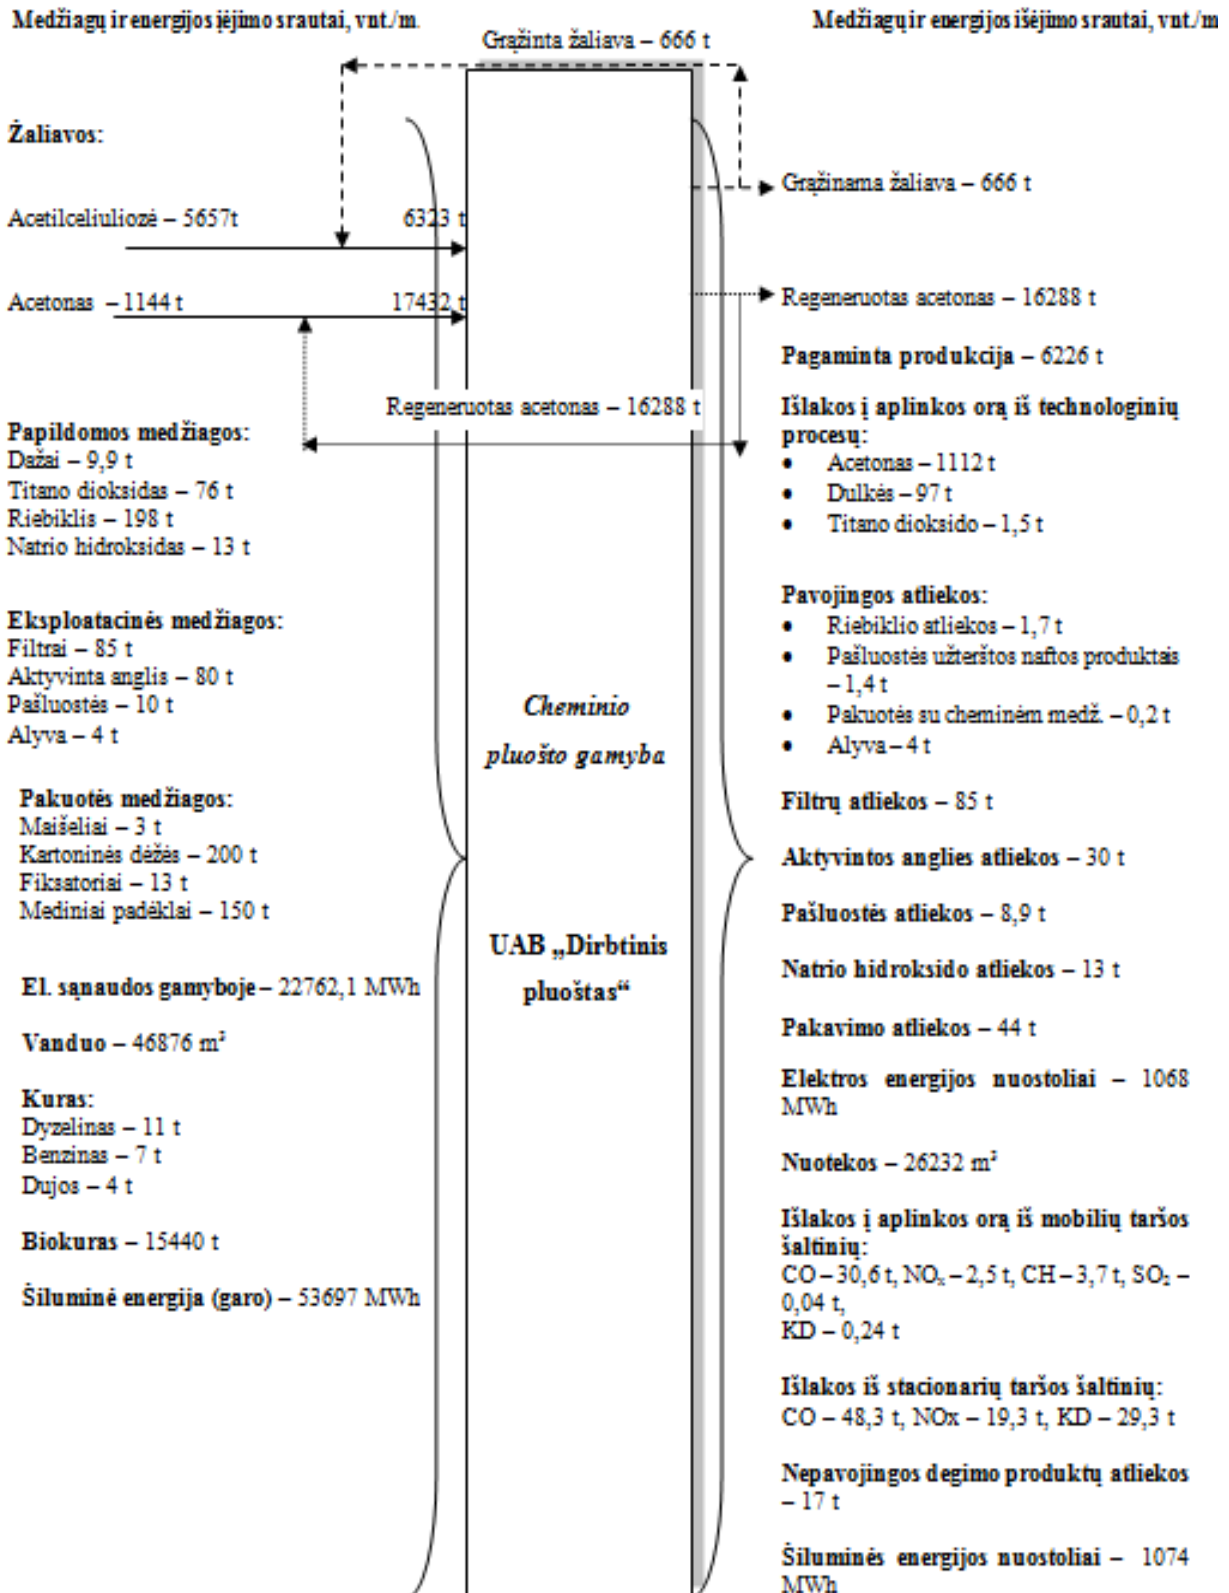 Medžiagų ir energijos įėjimo srautai, vnt./m.
Medžiagų ir energijos išėjimo srautai, vnt./m
Grąžinta žaliava – 666 t
Žaliavos:
Grąžinama žaliava – 666 t
Acetilceliuliozė – 5657t
6323 t
Acetonas – 1144 t
17432 t
Regeneruotas acetonas – 16288 t
Regeneruotas acetonas – 16288 t
Papildomos medžiagos:
Dažai – 9,9 t
Titano dioksidas – 76 t
Riebiklis – 198 t
Natrio hidroksidas – 13 t
Eksploatacinės medžiagos:
Filtrai – 85 t
Aktyvinta anglis – 80 t
Pašluostės – 10 t
Alyva – 4 t
Pakuotės medžiagos:
Maišeliai – 3 t
Kartoninės dėžės – 200 t
Fiksatoriai – 13 t
Mediniai padėklai – 150 t
El. sąnaudos gamyboje – 22762,1 MWh
Vanduo – 46876 m³
Kuras:
Dyzelinas – 11 t
Benzinas – 7 t
Dujos – 4 t
Biokuras – 15440 t
Šiluminė energija (garo) – 53697 MWh
Cheminio
pluošto gamyba
UAB „Dirbtinis
pluoštas“
Pagaminta produkcija – 6226 t
Išlakos į aplinkos orą iš technologinių
procesų:
• Acetonas – 1112 t
• Dulkės – 97 t
• Titano dioksido – 1,5 t
Pavojingos atliekos:
• Riebiklio atliekos – 1,7 t
• Pašluostės užterštos naftos produktais
– 1,4 t
• Pakuotės su cheminėm medž. – 0,2 t
• Alyva – 4 t
Filtrų atliekos – 85 t
Aktyvintos anglies atliekos – 30 t
Pašluostės atliekos – 8,9 t
Natrio hidroksido atliekos – 13 t
Pakavimo atliekos – 44 t
Elektros energijos nuostoliai – 1068
MWh
Nuotekos – 26232 m³
Išlakos į aplinkos orą iš mobilių taršos
šaltinių:
CO – 30,6 t, NOₓ – 2,5 t, CH – 3,7 t, SO₂ –
0,04 t,
KD – 0,24 t
Išlakos iš stacionarių taršos šaltinių:
CO – 48,3 t, NOx – 19,3 t, KD – 29,3 t
Nepavojingos degimo produktų atliekos
– 17 t
Šiluminės energijos nuostoliai – 1074
MWh